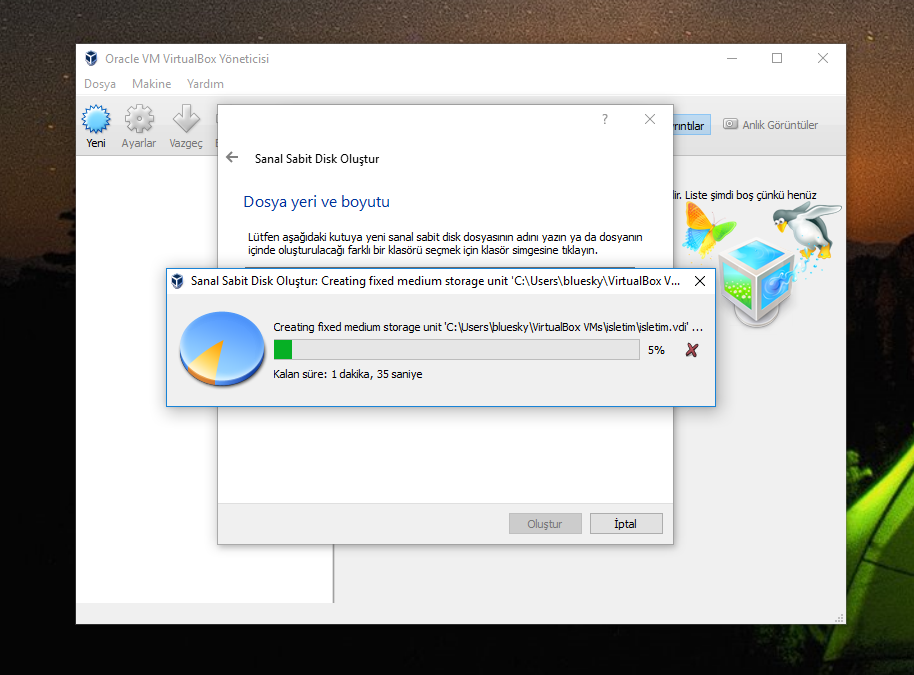 Oracle VM VirtualBox Yöneticisi
Dosya Makine Yardım
Yeni
Ayarlar
Vazgeç
Anlık Görüntüler
?
Sanal Sabit Disk Oluştur
Liste şimdi boş çünkü henüz
Dosya yeri ve boyutu
Lütfen aşağıdaki kutuya yeni sanal sabit disk dosyasının adını yazın ya da dosyanın
içinde oluşturulacağı farklı bir klasörü seçmek için klasör simgesine tıklayın.
Sanal Sabit Disk Oluştur: Creating fixed medium storage unit 'C:\Users\bluesky\VirtualBox V...
Creating fixed medium storage unit 'C:\Users\bluesky\VirtualBox VMs\isletim\isletim.vdi' ...
5%
Kalan süre: 1 dakika, 35 saniye
Oluştur
İptal